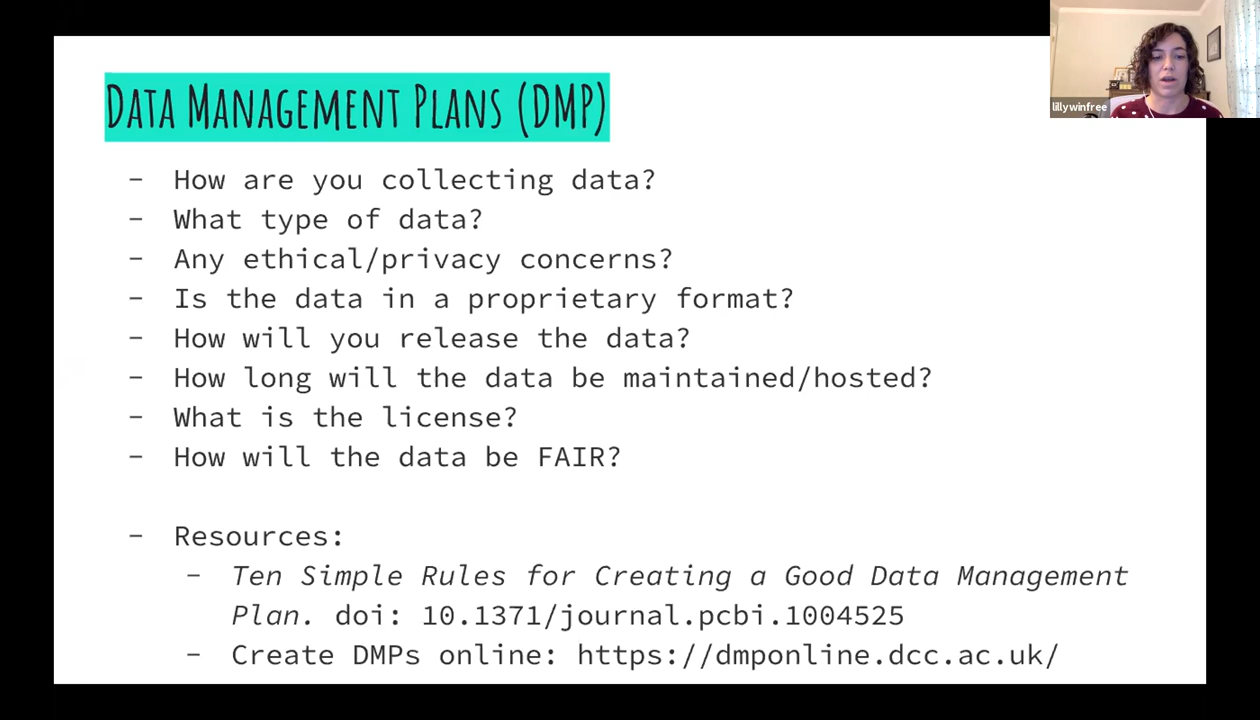 Data Management Plans (DMP)
lillywinfree
- How are you collecting data?
- What type of data?
- Any ethical/privacy concerns?
- Is the data in a proprietary format?
- How will you release the data?
- How long will the data be maintained/hosted?
- What is the license?
- How will the data be FAIR?
- Resources:
- Ten Simple Rules for Creating a Good Data Management
Plan. doi: 10.1371/journal.pcbi.1004525
- Create DMPs online: https://dmponline.dcc.ac.uk/